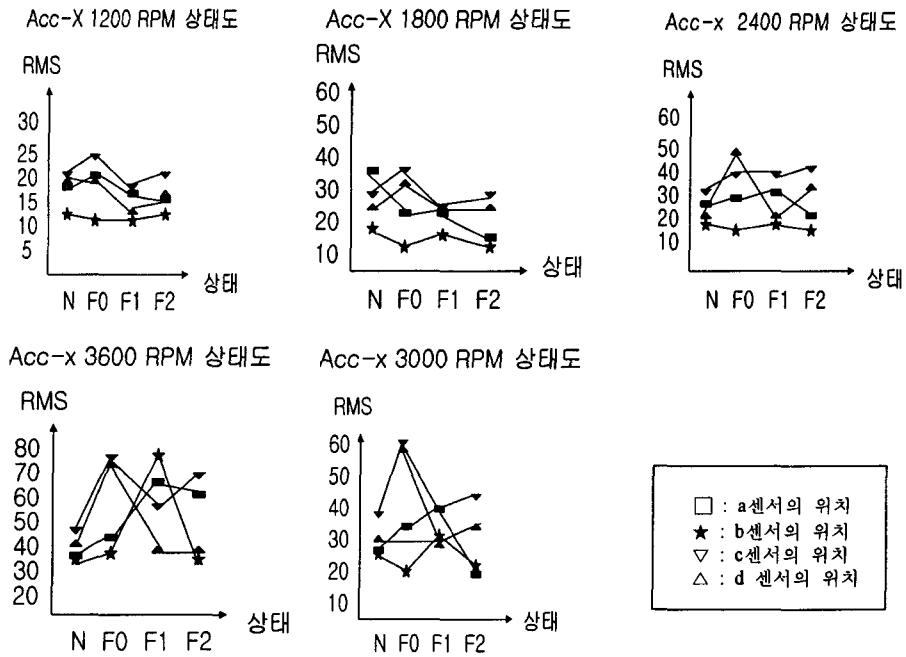 Acc-X 1200 RPM 상태도
RMS
30
25
20
15
10
5
N F0 F1 F2
상태
Acc-X 1800 RPM 상태도
RMS
60
50
40
30
20
10
N F0 F1 F2
상태
Acc-x 2400 RPM 상태도
RMS
60
50
40
30
20
10
N F0 F1 F2
상태
Acc-x 3600 RPM 상태도
RMS
80
70
60
50
40
30
20
N F0 F1 F2
상태
Acc-x 3000 RPM 상태도
RMS
60
50
40
30
20
10
N F0 F1 F2
상태
□ : a센서의 위치
★ : b센서의 위치
▽ : c센서의 위치
△ : d 센서의 위치